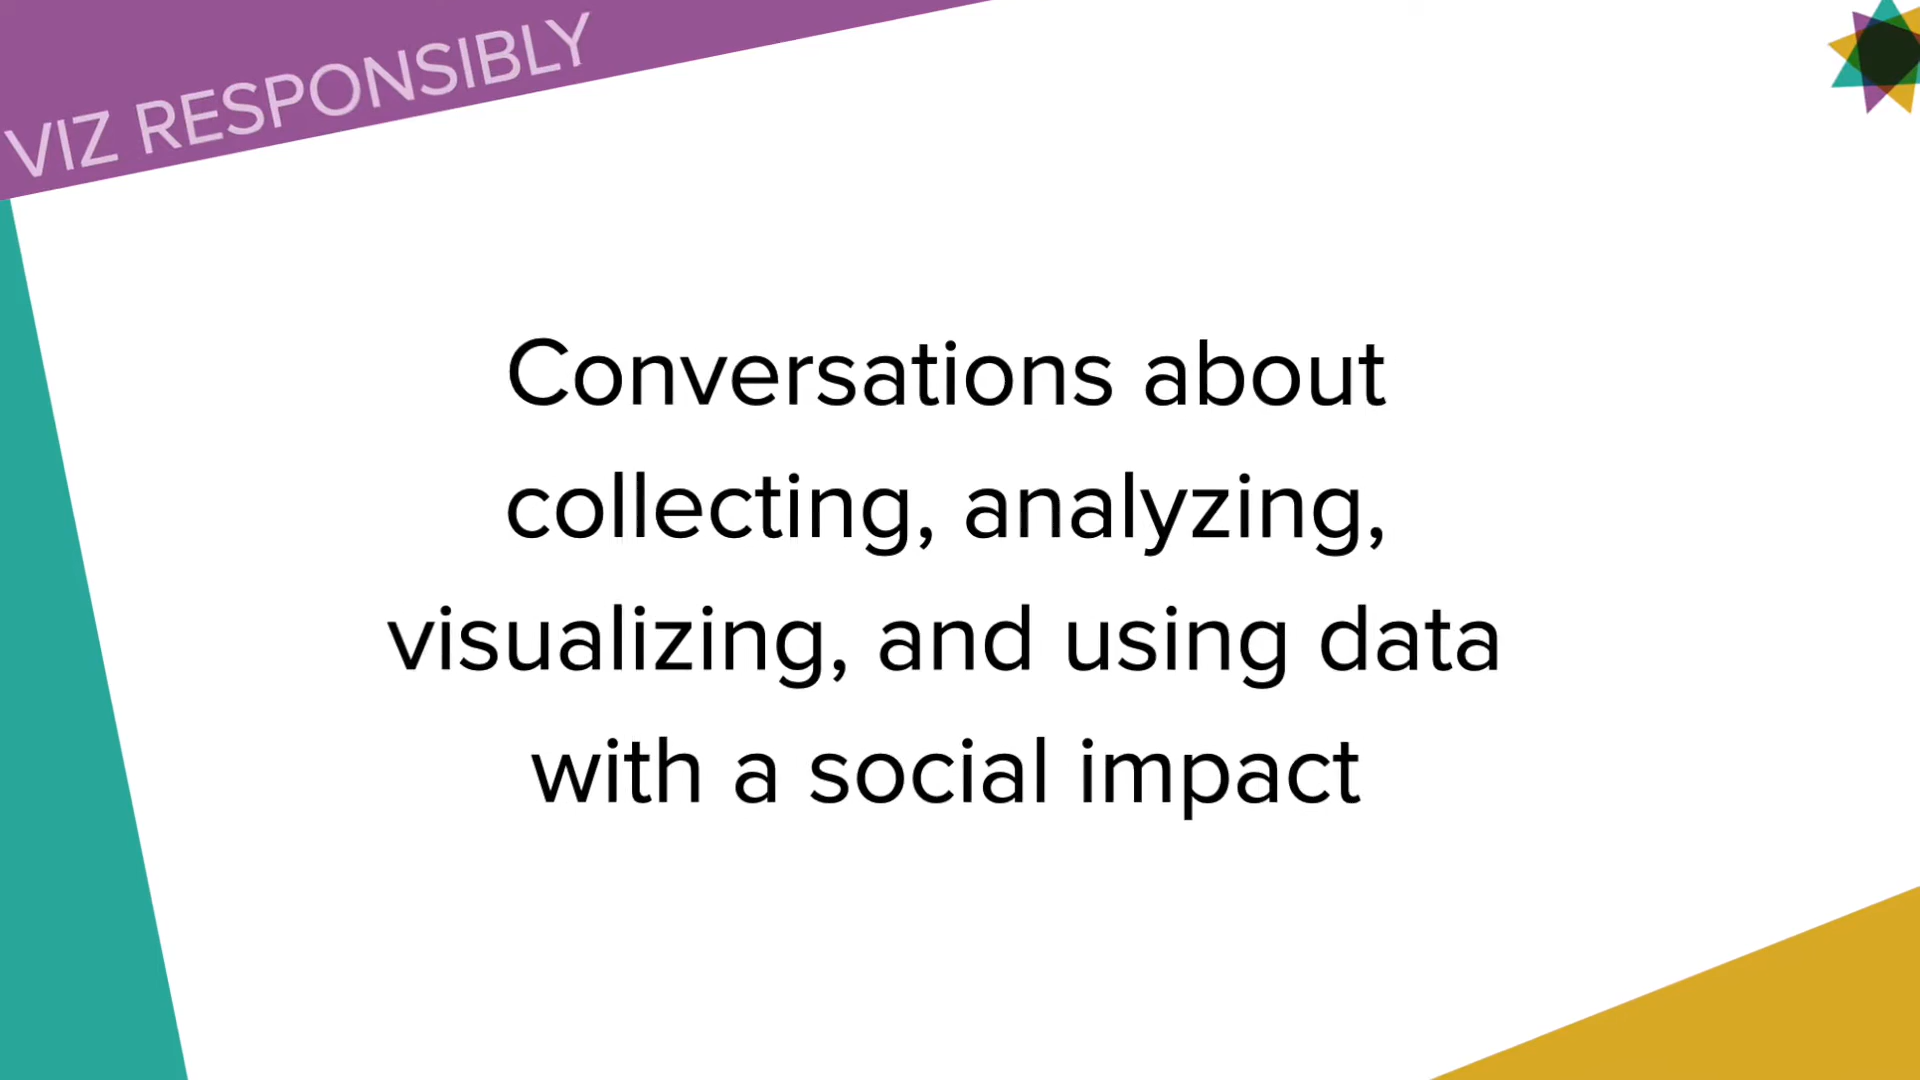 VIZ RESPONSIBLY
Conversations about
collecting, analyzing,
visualizing, and using data
with a social impact